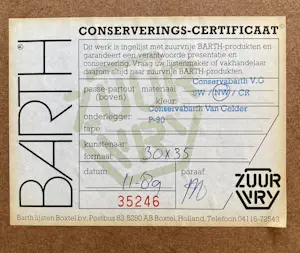 CONSERVERINGS-CERTIFICAAT
Dit werk is ingelijst met zuurvrije BARTH-produkten en
garandeert een verantwoorde presentatie en
conservering. Vraag uw lijstenmaker of vakhandelaar
daarom altijd naar zuurvrije BARTH-produkten.
BARTH
®
passe-partout
(boven)
materiaal
kleur:
Conservabarth V.G
SW (NW) CR
onderlegger:
Conservabarth Van Gelder
P-90
tape:
kunstenaar:
formaat:
30x35
datum:
11-89
paraaf:
35246
ZUUR
VRY
Barth lijsten Boxtel bv, Postbus 83, 5280 AB Boxtel, Holland, Telefoon 04116-72543